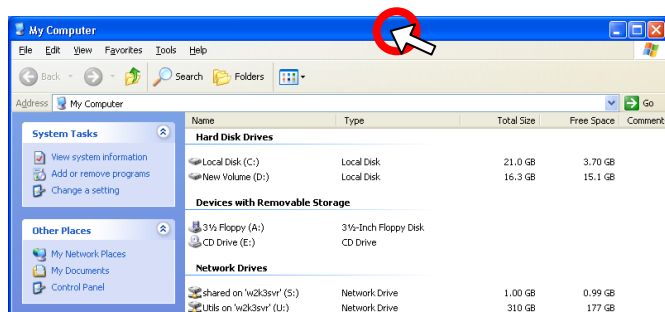 My Computer
File Edit View Favorites Tools Help
Back Search Folders
Address My Computer Go
Name Type Total Size Free Space Comment
System Tasks
View system information
Add or remove programs
Change a setting
Other Places
My Network Places
My Documents
Control Panel
Hard Disk Drives
Local Disk (C:) Local Disk 21.0 GB 3.70 GB
New Volume (D:) Local Disk 16.3 GB 15.1 GB
Devices with Removable Storage
3½ Floppy (A:) 3½-Inch Floppy Disk
CD Drive (E:) CD Drive
Network Drives
shared on 'w2k3svr' (S:) Network Drive 1.00 GB 0.99 GB
Utils on 'w2k3svr' (U:) Network Drive 310 GB 177 GB